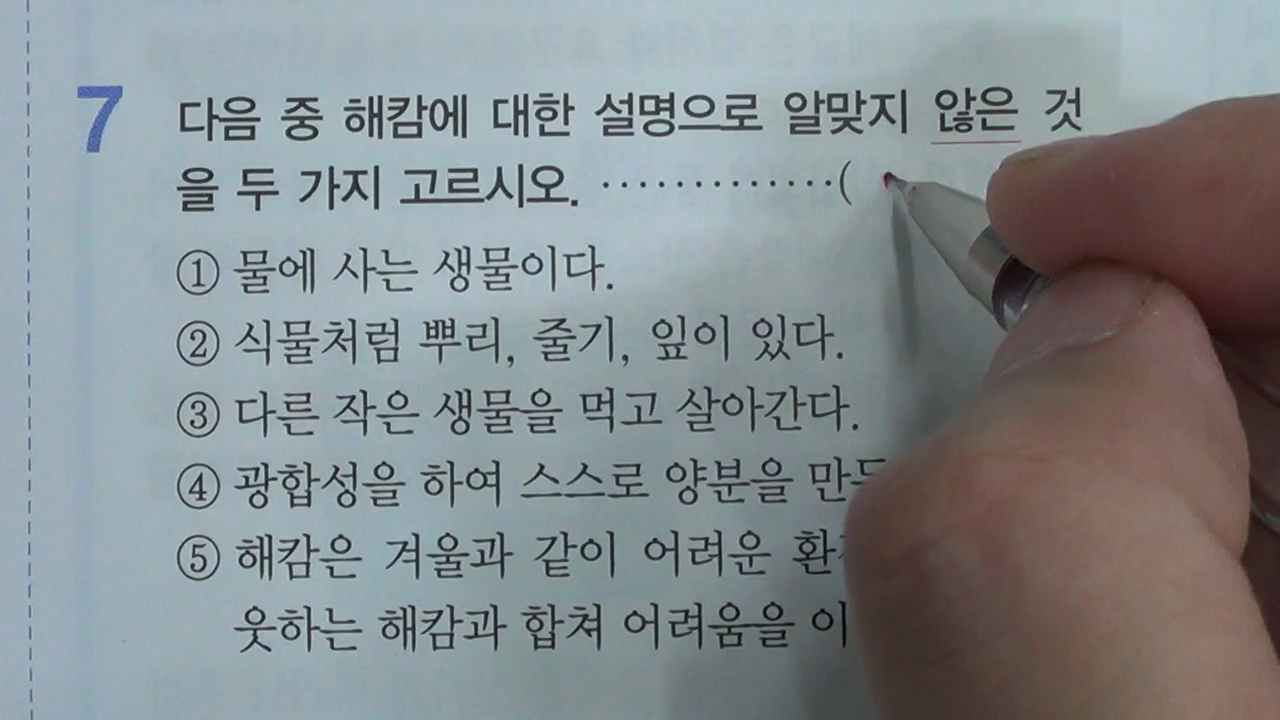 7 다음 중 해캄에 대한 설명으로 알맞지 않은 것
을 두 가지 고르시오. ·············(
① 물에 사는 생물이다.
② 식물처럼 뿌리, 줄기, 잎이 있다.
③ 다른 작은 생물을 먹고 살아간다.
④ 광합성을 하여 스스로 양분을
⑤ 해캄은 겨울과 같이 어려운
웃하는 해캄과 합쳐 어려움을 이